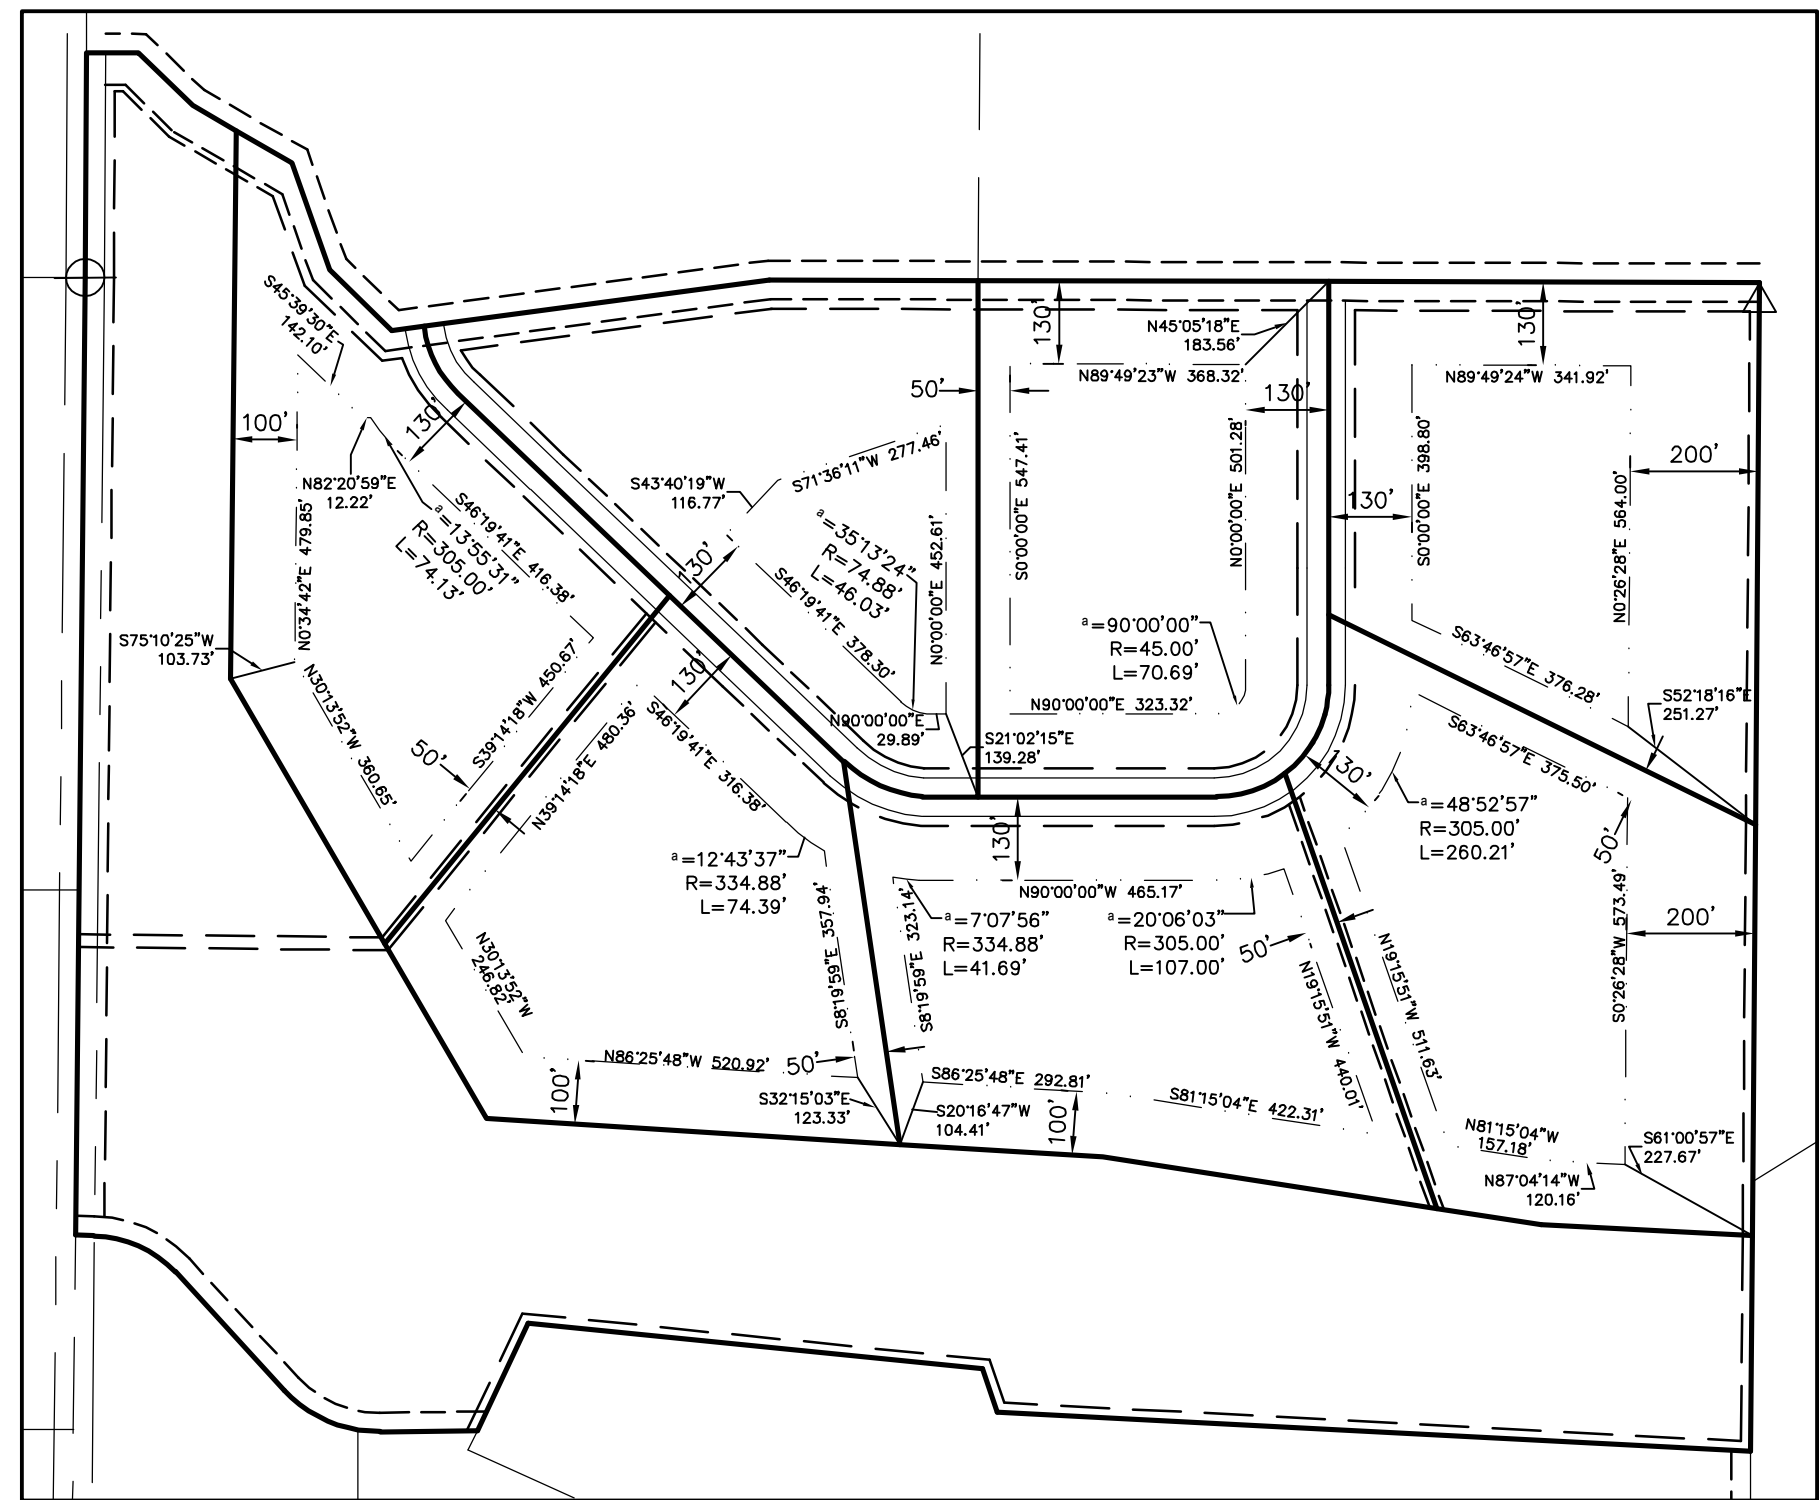 S45°39'30"E
142.10'
100'
130'
N82°20'59"E
12.22'
N0°34'42"E 479.85'
S46°19'41"E 416.38'
ᵃ=13°55'31"
R=305.00'
L=74.13'
S75°10'25"W
103.73'
N30°13'52"W 360.65'
S39°14'18"W 450.67'
50'
N39°14'18"E 480.36'
S43°40'19"W
116.77'
S71°36'11"W 277.46'
130'
S46°19'41"E 378.30'
ᵃ=35°13'24"
R=74.88'
L=46.03'
N0°00'00"E 452.61'
N90°00'00"E
29.89'
S21°02'15"E
139.28'
50'
130'
N45°05'18"E
183.56'
N89°49'23"W 368.32'
130'
S0°00'00"E 547.41'
N0°00'00"E 501.28'
ᵃ=90°00'00"
R=45.00'
L=70.69'
N90°00'00"E 323.32'
130'
N89°49'24"W 341.92'
200'
130'
S0°00'00"E 398.80'
N0°26'28"E 564.00'
S63°46'57"E 376.28'
S52°18'16"E
251.27'
S63°46'57"E 375.50'
130'
ᵃ=48°52'57"
R=305.00'
L=260.21'
50'
S0°26'28"W 573.49'
200'
130'
S46°19'41"E 316.38'
ᵃ=12°43'37"
R=334.88'
L=74.39'
S8°19'59"E 357.94'
N30°13'52"W
246.82'
N86°25'48"W 520.92'
50'
100'
S32°15'03"E
123.33'
130'
N90°00'00"W 465.17'
S8°19'59"E 323.14'
ᵃ=7°07'56"
R=334.88'
L=41.69'
ᵃ=20°06'03"
R=305.00'
L=107.00'
50'
N19°15'51"W 440.01'
N19°15'51"W 511.63'
S86°25'48"E 292.81'
S20°16'47"W
104.41'
100'
S81°15'04"E 422.31'
N81°15'04"W
157.18'
N87°04'14"W
120.16'
S61°00'57"E
227.67'